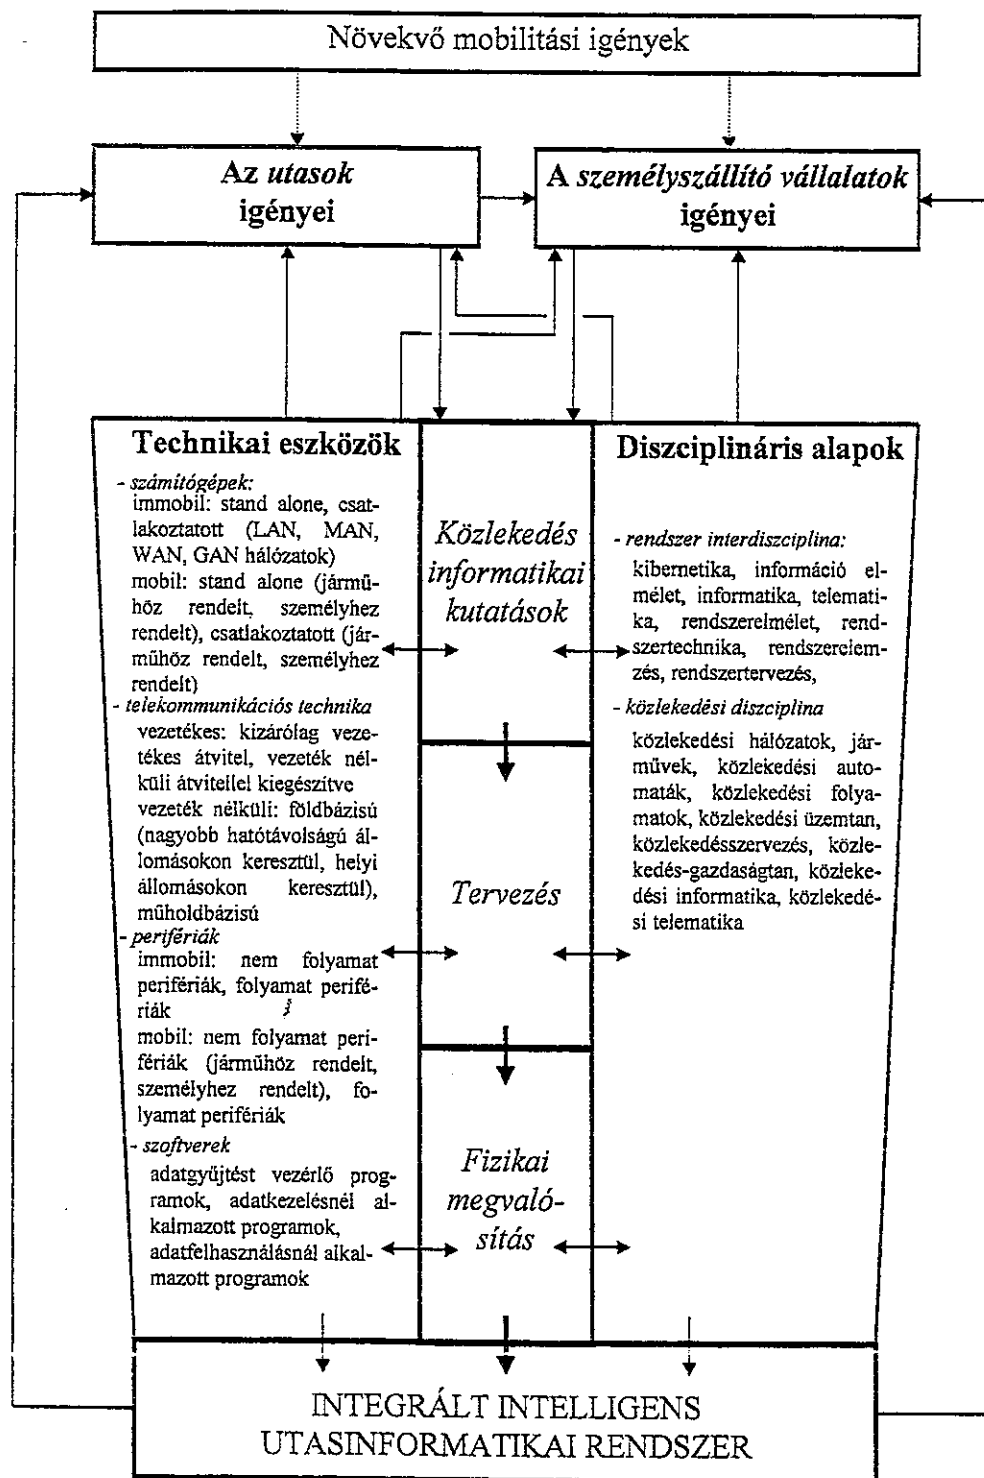 Növekvő mobilitási igények
Az utasok
igényei
A személyszállító vállalatok
igényei
Technikai eszközök
- számítógépek:
immobil: stand alone, csat-
lakoztatott (LAN, MAN,
WAN, GAN hálózatok)
mobil: stand alone (jármű-
höz rendelt, személyhez
rendelt), csatlakoztatott (jár-
műhöz rendelt, személyhez
rendelt)
- telekommunikációs technika
vezetékes: kizárólag veze-
tékes átvitel, vezeték nél-
küli átvitellel kiegészítve
vezeték nélküli: földbázisú
(nagyobb hatótávolságú ál-
lomásokon keresztül, helyi
állomásokon keresztül),
műholdbázisú
- perifériák
immobil: nem folyamat
perifériák, folyamat perifé-
riák
mobil: nem folyamat peri-
fériák (járműhöz rendelt,
személyhez rendelt), fo-
lyamat perifériák
- szoftverek
adatgyűjtést vezérlő prog-
ramok, adatkezelésnél al-
kalmazott programok,
adatfelhasználásnál alkal-
mazott programok
Közlekedés
informatikai
kutatások
Tervezés
Fizikai
megvaló-
sítás
Diszciplináris alapok
- rendszer interdiszciplina:
kibernetika, információ el-
mélet, informatika, telemati-
ka, rendszerelmélet, rend-
szertechnika, rendszerelem-
zés, rendszertervezés,
- közlekedési diszciplina
közlekedési hálózatok, jár-
művek, közlekedési auto-
maták, közlekedési folya-
matok, közlekedési üzemtan,
közlekedésszervezés, közle-
kedés-gazdaságtan, közleke-
dési informatika, közlekedé-
si telematika
INTEGRÁLT INTELLIGENS
UTASINFORMATIKAI RENDSZER